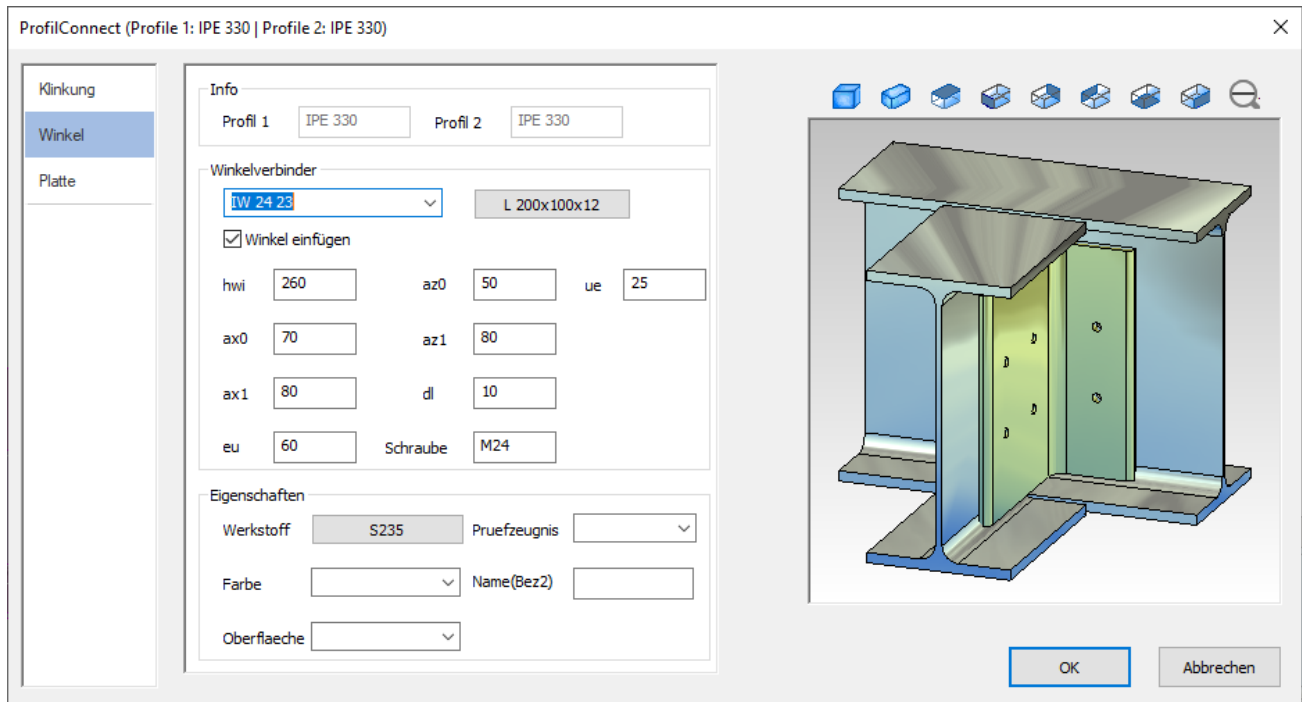 ProfilConnect (Profile 1: IPE 330 | Profile 2: IPE 330)
Klinkung
Winkel
Platte
Info
Profil 1 IPE 330 Profil 2 IPE 330
Winkelverbinder
IW 24 23 L 200x100x12
Winkel einfügen
hwi 260 az0 50 ue 25
ax0 70 az1 80
ax1 80 dl 10
eu 60 Schraube M24
Eigenschaften
Werkstoff S235 Pruefzeugnis
Farbe Name(Bez2)
Oberflaeche
OK Abbrechen